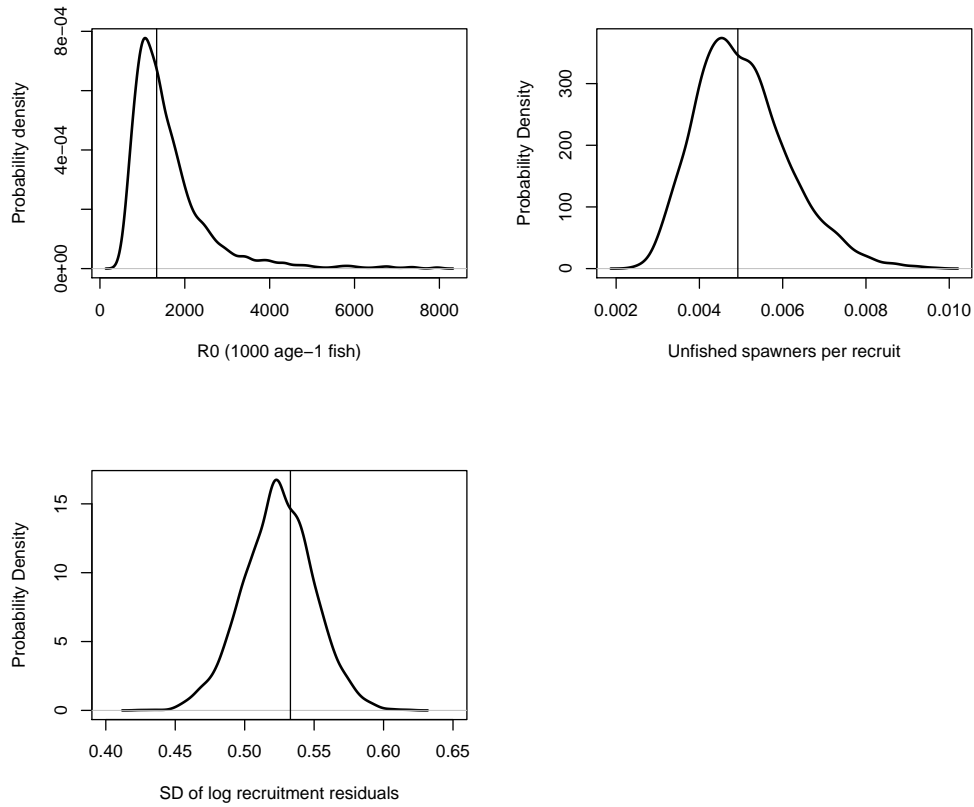 Probability density
0e+00
4e−04
8e−04
0
2000
4000
6000
8000
R0 (1000 age−1 fish)
Probability Density
0
100
200
300
0.002
0.004
0.006
0.008
0.010
Unfished spawners per recruit
Probability Density
0
5
10
15
0.40
0.45
0.50
0.55
0.60
0.65
SD of log recruitment residuals